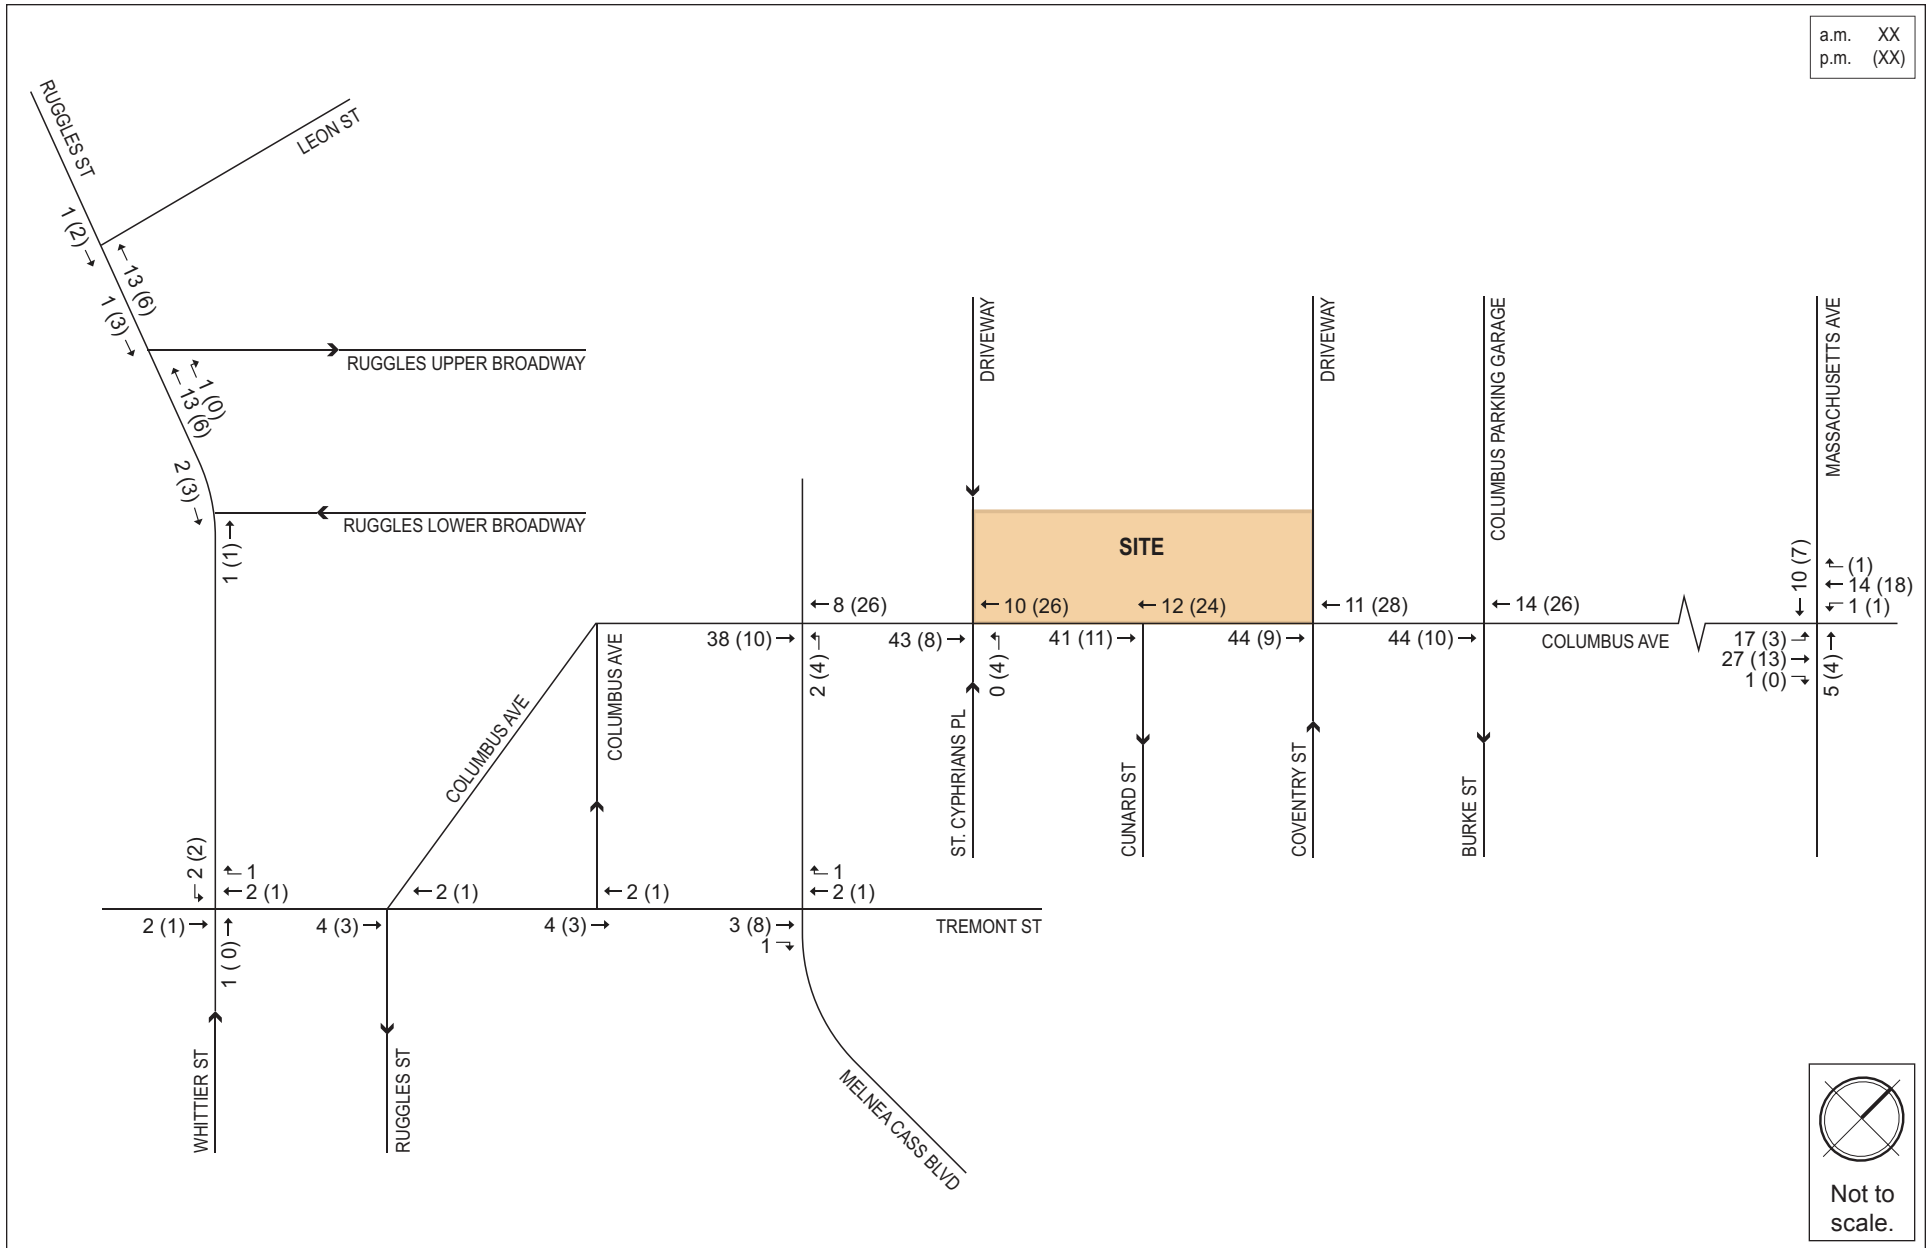 a.m. XX
p.m. (XX)
RUGGLES ST
LEON ST
1 (2)
13 (6)
1 (3)
RUGGLES UPPER BROADWAY
1 (0)
13 (6)
2 (3)
RUGGLES LOWER BROADWAY
1 (1)
DRIVEWAY
DRIVEWAY
COLUMBUS PARKING GARAGE
MASSACHUSETTS AVE
SITE
10 (7)
(1)
14 (18)
1 (1)
8 (26)
10 (26)
12 (24)
11 (28)
14 (26)
38 (10)
2 (4)
43 (8)
0 (4)
41 (11)
44 (9)
44 (10)
COLUMBUS AVE
17 (3)
27 (13)
1 (0)
5 (4)
COLUMBUS AVE
COLUMBUS AVE
ST. CYPHRIANS PL
CUNARD ST
COVENTRY ST
BURKE ST
2 (2)
1
2 (1)
2 (1)
2 (1)
1
2 (1)
2 (1)
1 ( 0)
4 (3)
4 (3)
3 (8)
1
TREMONT ST
WHITTIER ST
RUGGLES ST
MELNEA CASS BLVD
Not to
scale.